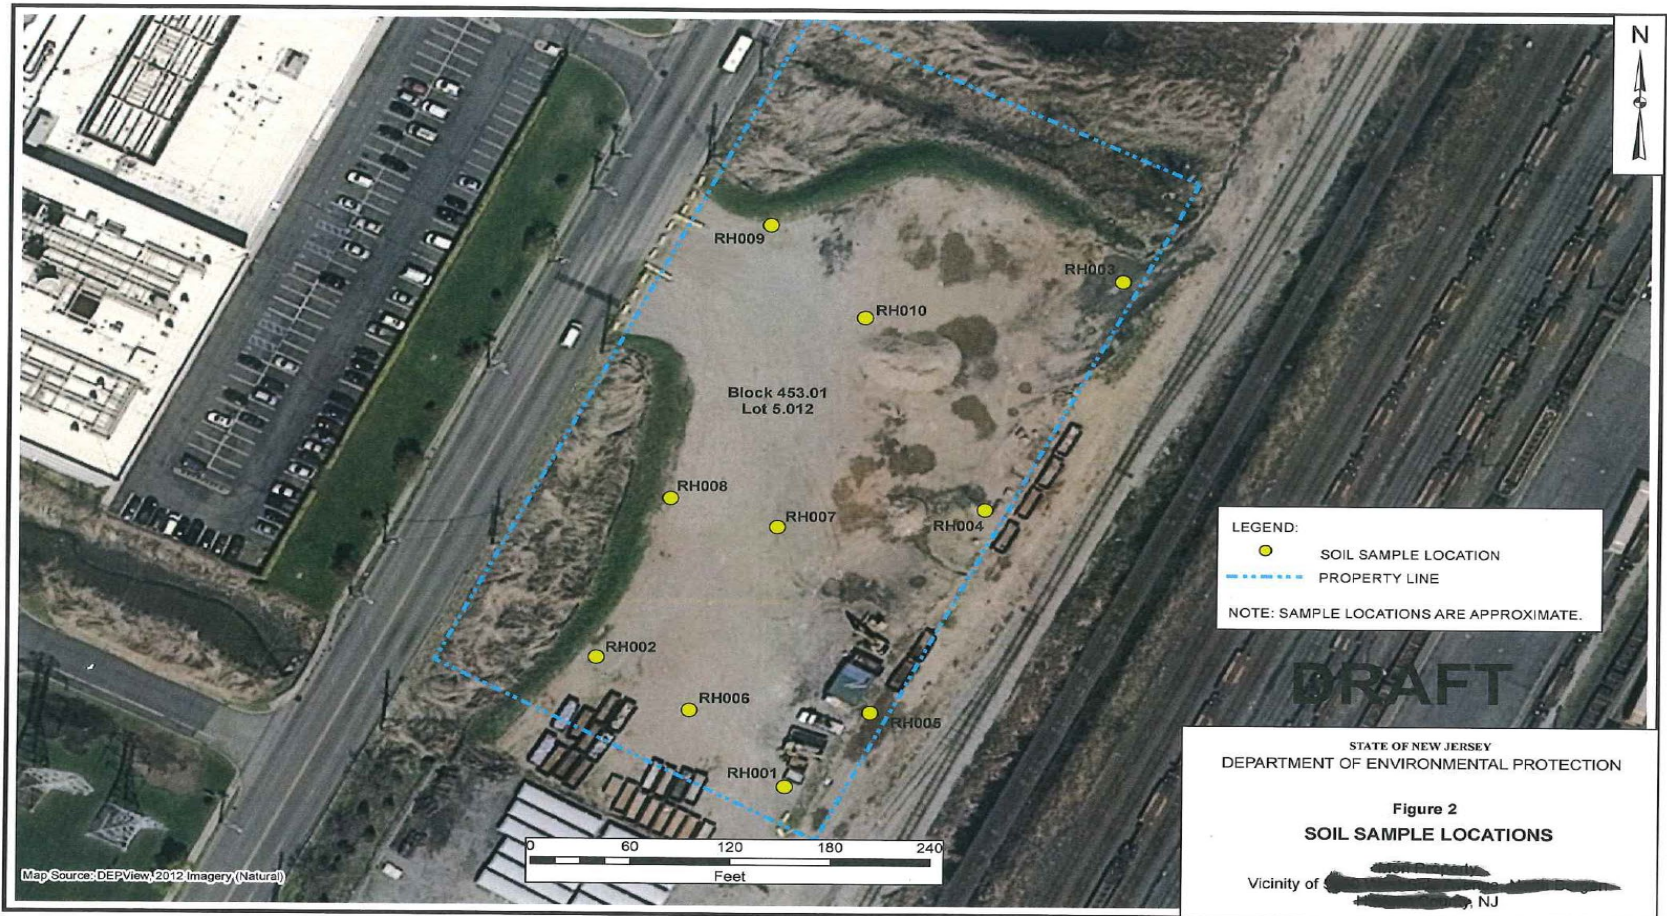 N
RH009
RH003
RH010
Block 453.01
Lot 5.012
RH008
RH007
RH004
LEGEND:
SOIL SAMPLE LOCATION
PROPERTY LINE
NOTE: SAMPLE LOCATIONS ARE APPROXIMATE.
RH002
DRAFT
RH006
RH005
RH001
STATE OF NEW JERSEY
DEPARTMENT OF ENVIRONMENTAL PROTECTION
Figure 2
SOIL SAMPLE LOCATIONS
Property
Vicinity of
NJ
0 60 120 180 240
Feet
Map Source: DEPView, 2012 Imagery (Natural)